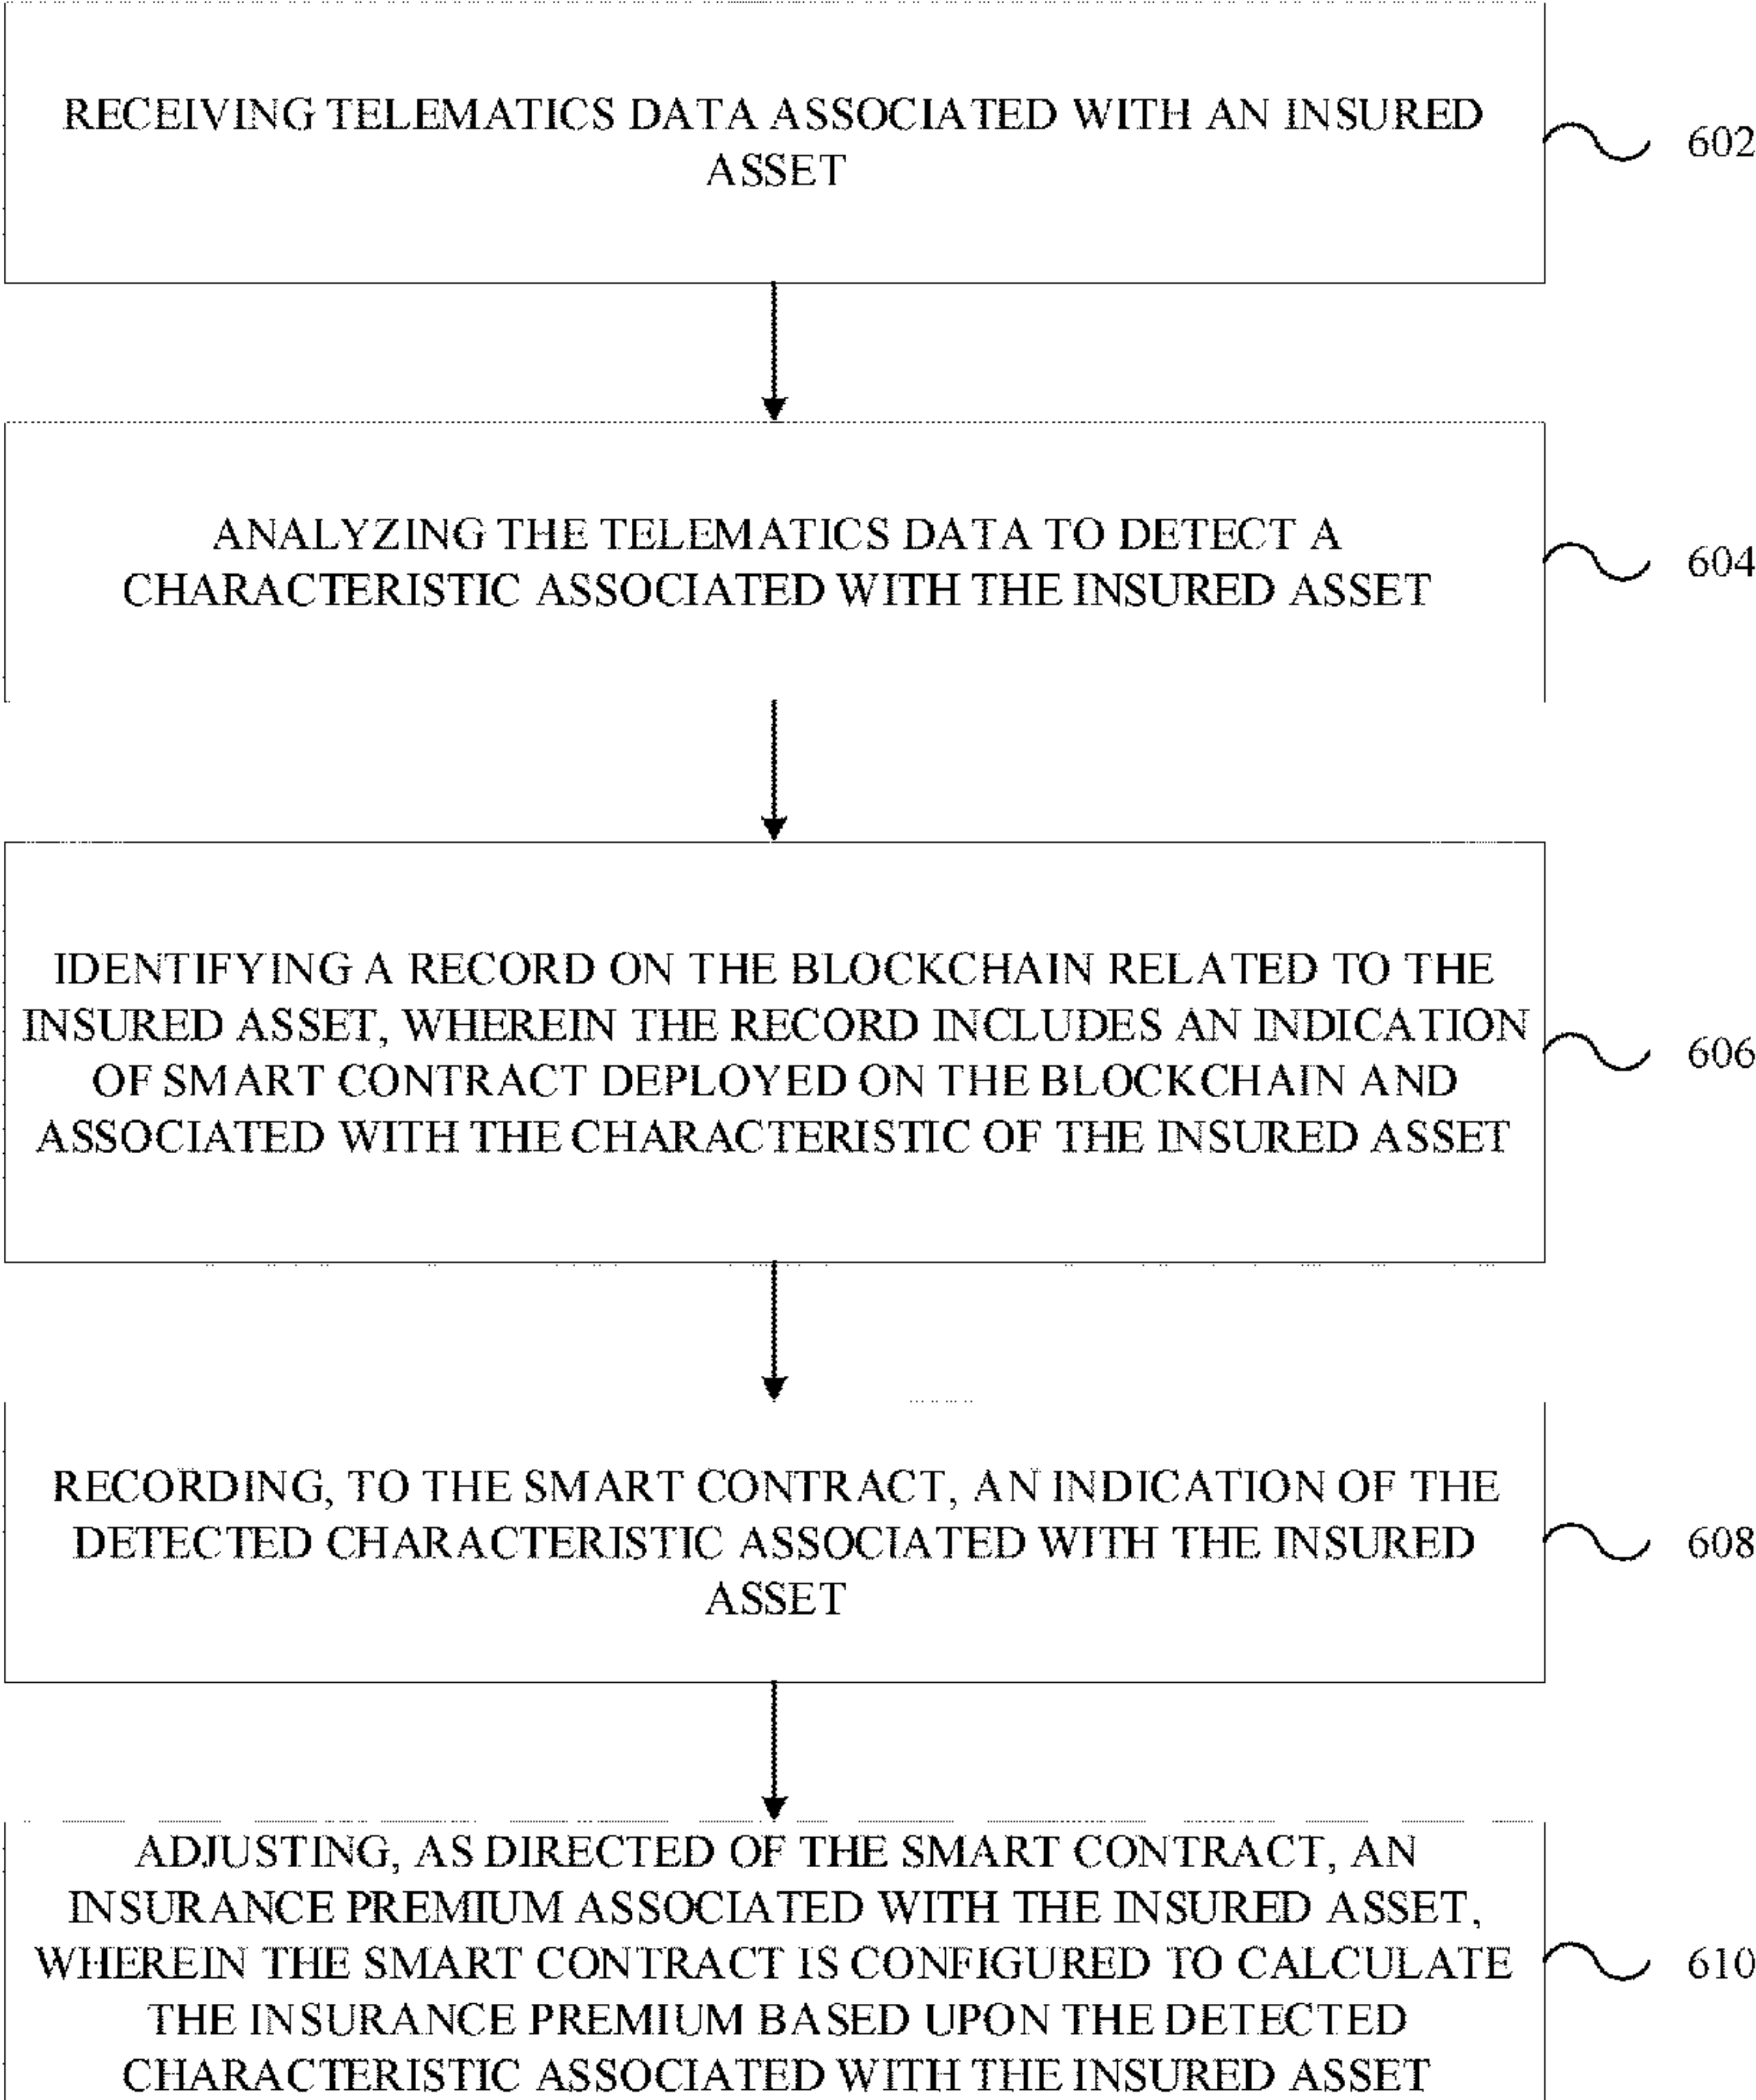 RECEIVING TELEMATICS DATA ASSOCIATED WITH AN INSURED
ASSET
602
ANALYZING THE TELEMATICS DATA TO DETECT A
CHARACTERISTIC ASSOCIATED WITH THE INSURED ASSET
604
IDENTIFYING A RECORD ON THE BLOCKCHAIN RELATED TO THE
INSURED ASSET, WHEREIN THE RECORD INCLUDES AN INDICATION
OF SMART CONTRACT DEPLOYED ON THE BLOCKCHAIN AND
ASSOCIATED WITH THE CHARACTERISTIC OF THE INSURED ASSET
606
RECORDING, TO THE SMART CONTRACT, AN INDICATION OF THE
DETECTED CHARACTERISTIC ASSOCIATED WITH THE INSURED
ASSET
608
ADJUSTING, AS DIRECTED OF THE SMART CONTRACT, AN
INSURANCE PREMIUM ASSOCIATED WITH THE INSURED ASSET,
WHEREIN THE SMART CONTRACT IS CONFIGURED TO CALCULATE
THE INSURANCE PREMIUM BASED UPON THE DETECTED
CHARACTERISTIC ASSOCIATED WITH THE INSURED ASSET
610